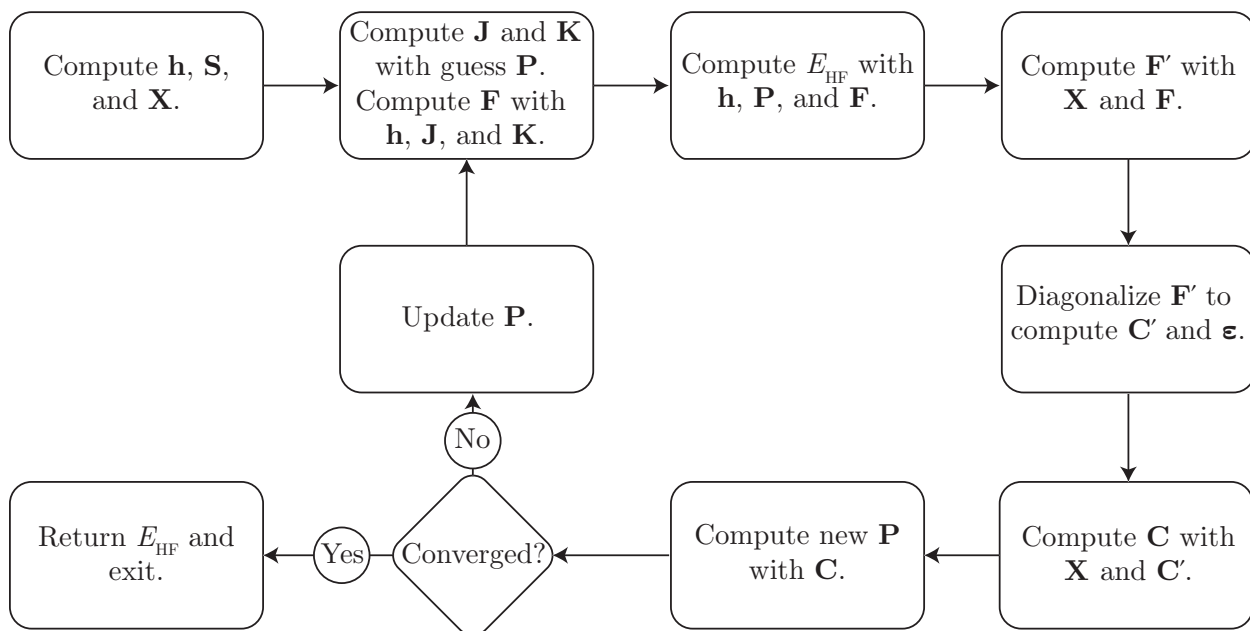 Compute h, S,
and X.
Compute J and K
with guess P.
Compute F with
h, J, and K.
Compute E_HF with
h, P, and F.
Compute F′ with
X and F.
Diagonalize F′ to
compute C′ and ε.
Compute C with
X and C′.
Compute new P
with C.
Converged?
No
Update P.
Yes
Return E_HF and
exit.